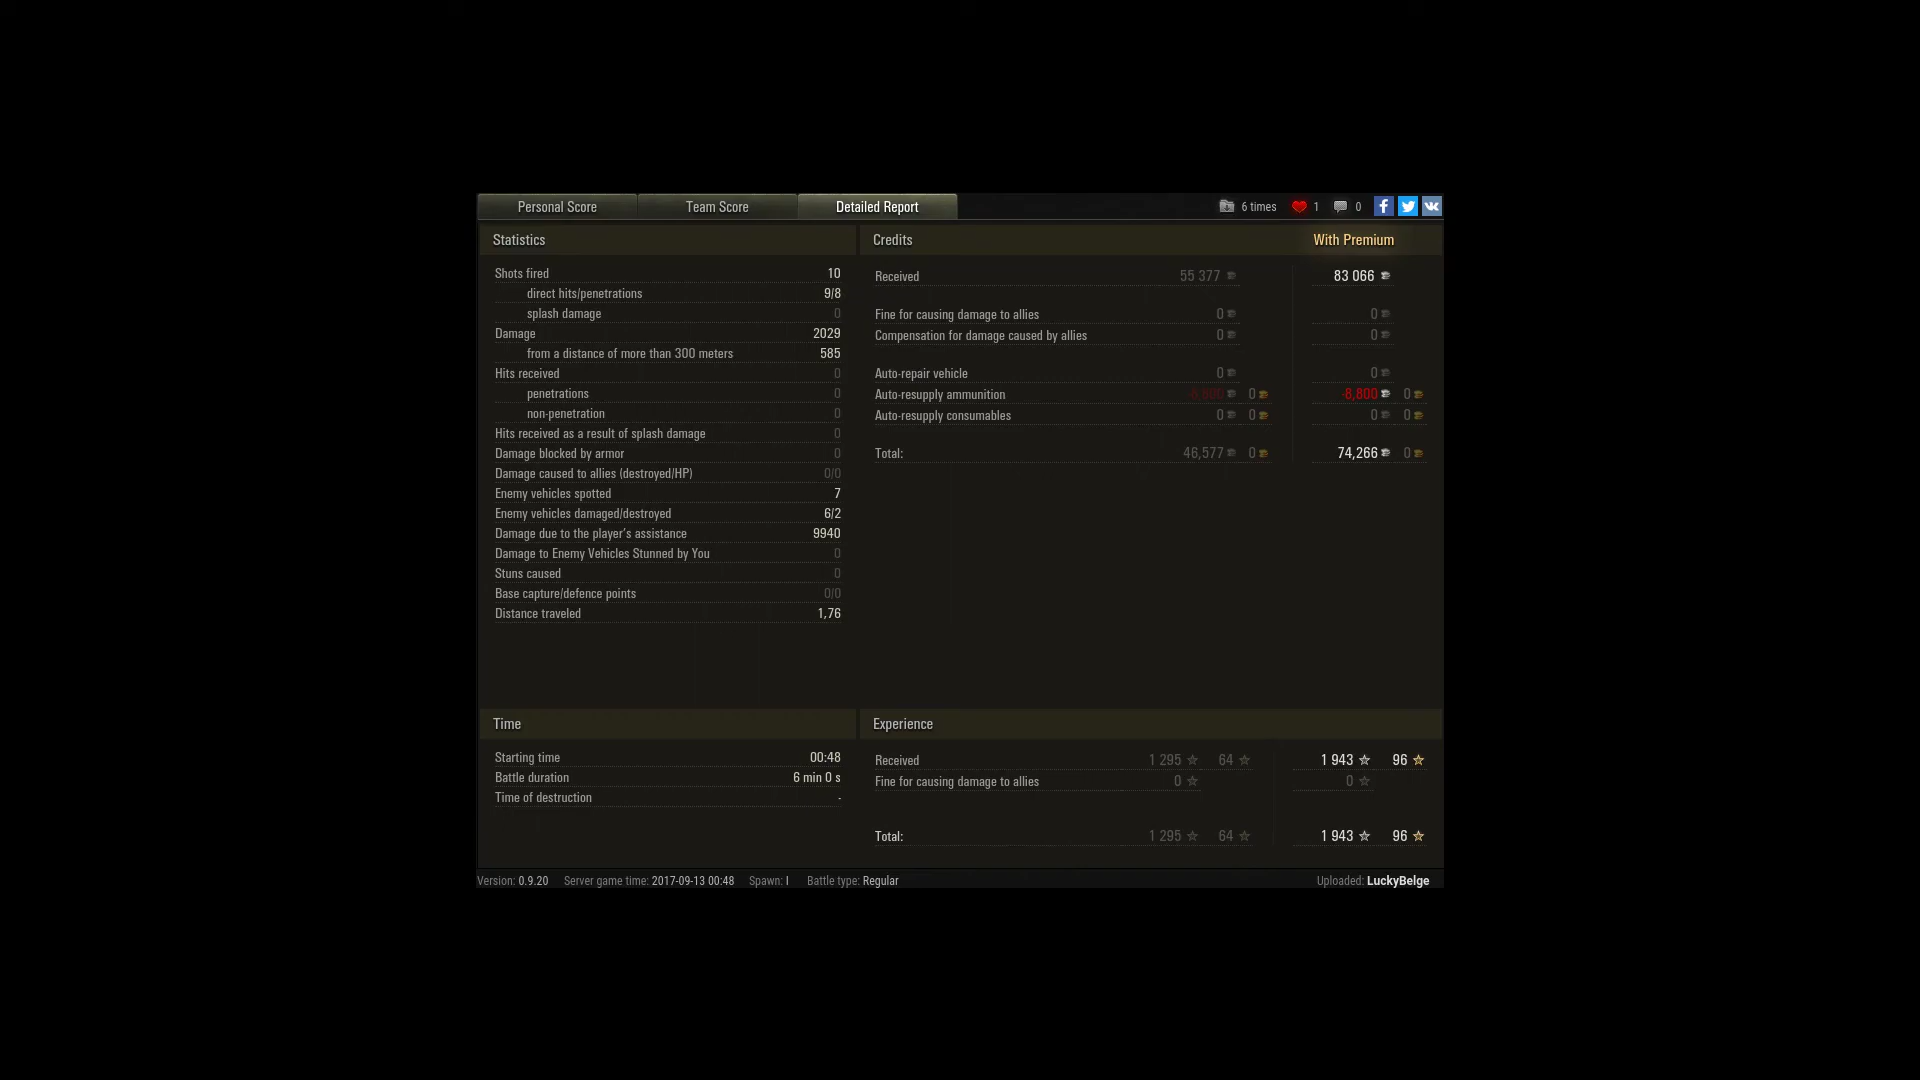 Personal Score Team Score Detailed Report 6 times 1 0
Statistics
Shots fired 10
direct hits/penetrations 9/8
splash damage 0
Damage 2029
from a distance of more than 300 meters 585
Hits received 0
penetrations 0
non-penetration 0
Hits received as a result of splash damage 0
Damage blocked by armor 0
Damage caused to allies (destroyed/HP) 0/0
Enemy vehicles spotted 7
Enemy vehicles damaged/destroyed 6/2
Damage due to the player's assistance 9940
Damage to Enemy Vehicles Stunned by You 0
Stuns caused 0
Base capture/defence points 0/0
Distance traveled 1,76
Credits With Premium
Received 55 377 83 066
Fine for causing damage to allies 0 0
Compensation for damage caused by allies 0 0
Auto-repair vehicle 0 0
Auto-resupply ammunition -8,800 0 -8,800 0
Auto-resupply consumables 0 0 0 0
Total: 46,577 0 74,266 0
Time
Starting time 00:48
Battle duration 6 min 0 s
Time of destruction -
Experience
Received 1 295 64 1 943 96
Fine for causing damage to allies 0 0
Total: 1 295 64 1 943 96
Version: 0.9.20 Server game time: 2017-09-13 00:48 Spawn: I Battle type: Regular Uploaded: LuckyBelge